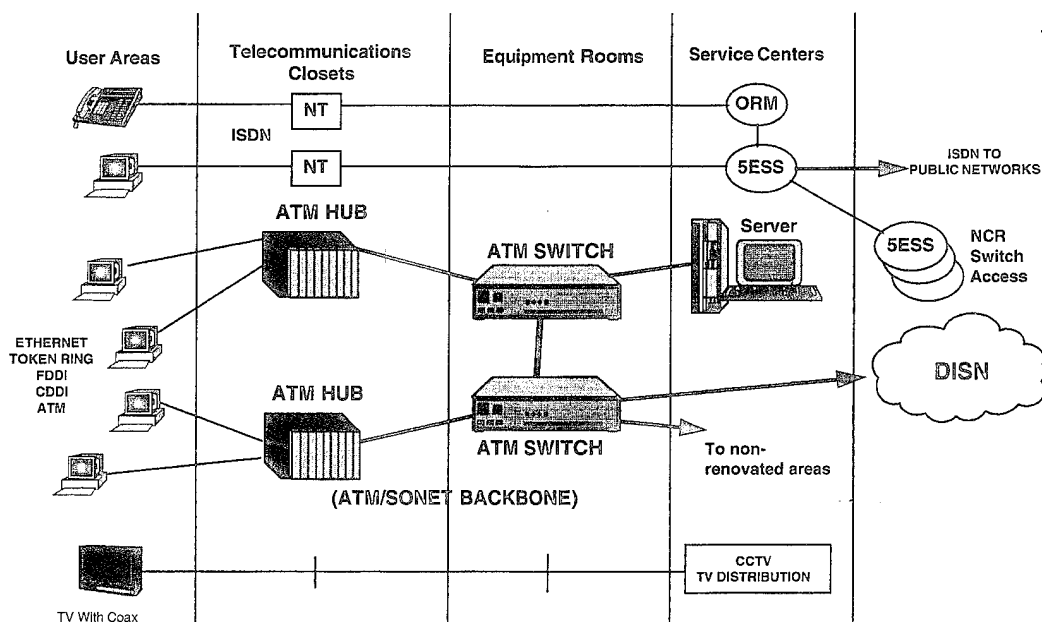 User Areas
Telecommunications
Closets
Equipment Rooms
Service Centers
NT
ORM
ISDN
NT
5ESS
ISDN TO
PUBLIC NETWORKS
ATM HUB
ATM SWITCH
Server
5ESS
NCR
Switch
Access
ETHERNET
TOKEN RING
FDDI
CDDI
ATM
ATM HUB
ATM SWITCH
DISN
To non-
renovated areas
(ATM/SONET BACKBONE)
CCTV
TV DISTRIBUTION
TV With Coax